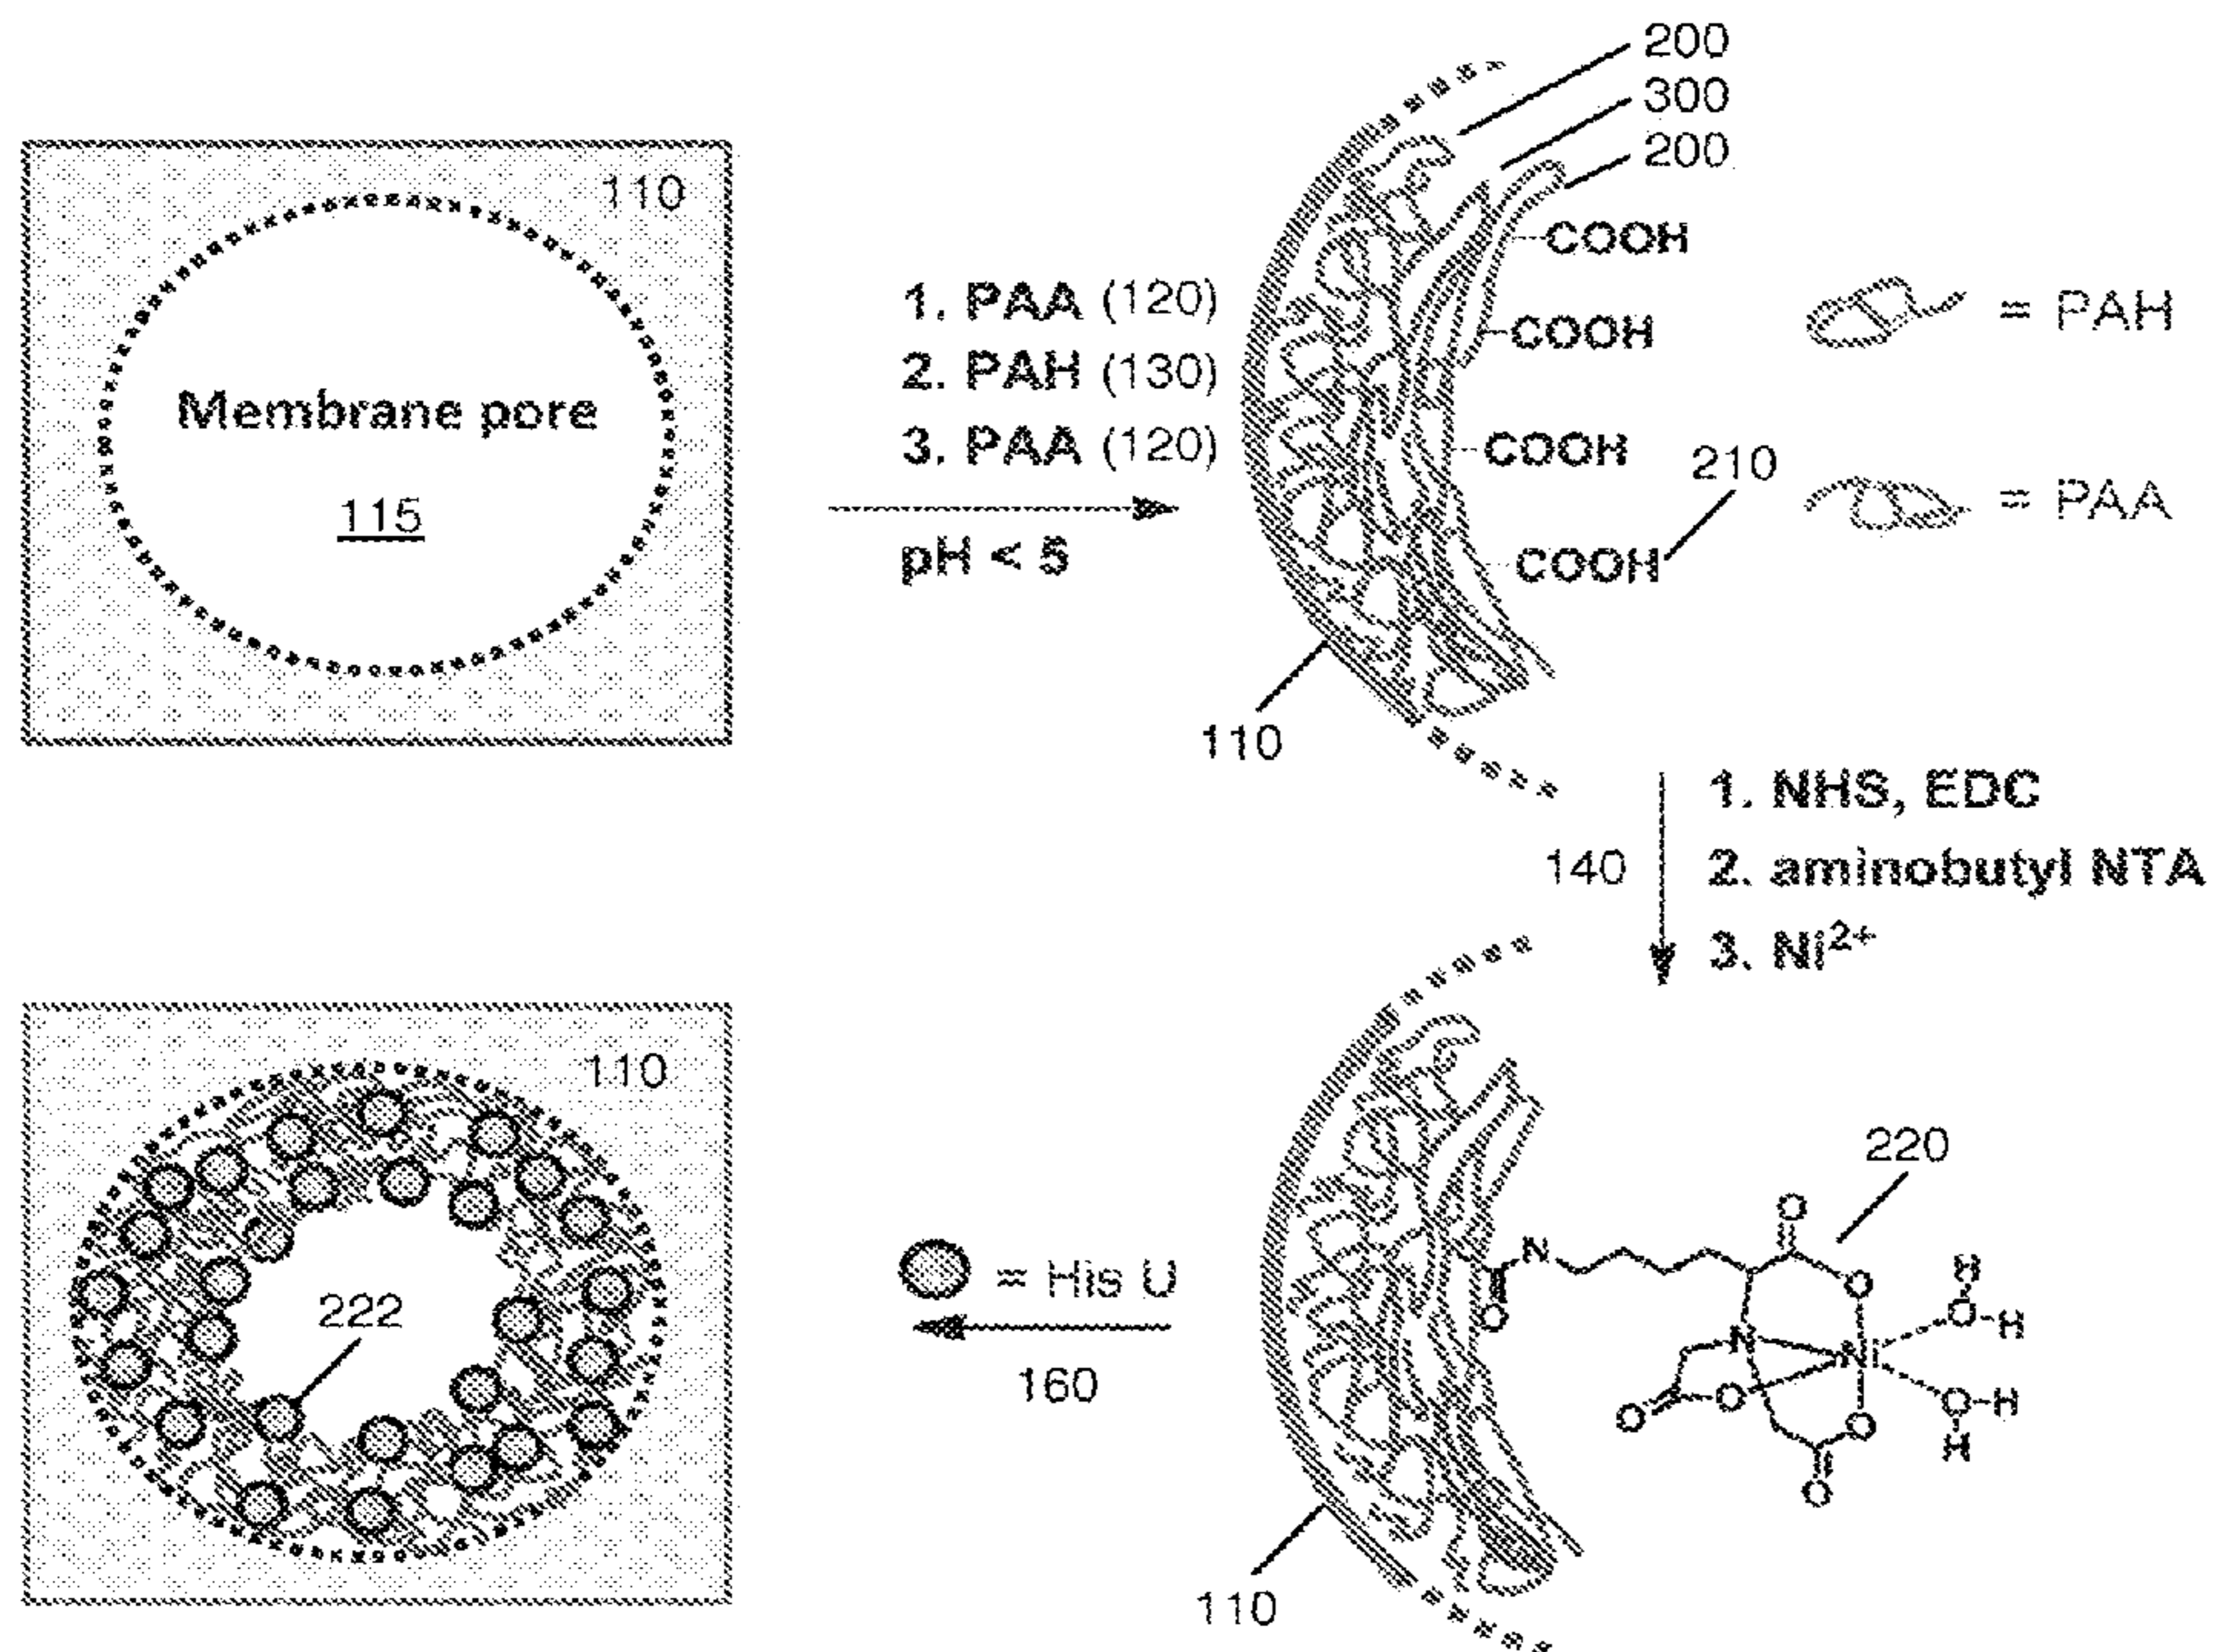 110
Membrane pore
115
1. PAA (120)
2. PAH (130)
3. PAA (120)
pH < 5
200
300
200
COOH
COOH
COOH
COOH
210
110
= PAH
= PAA
140
1. NHS, EDC
2. aminobutyl NTA
3. Ni²⁺
220
O
N
O
O
H
O-H
N
Ni
O
O
O-H
H
O
O
110
= His U
160
110
222